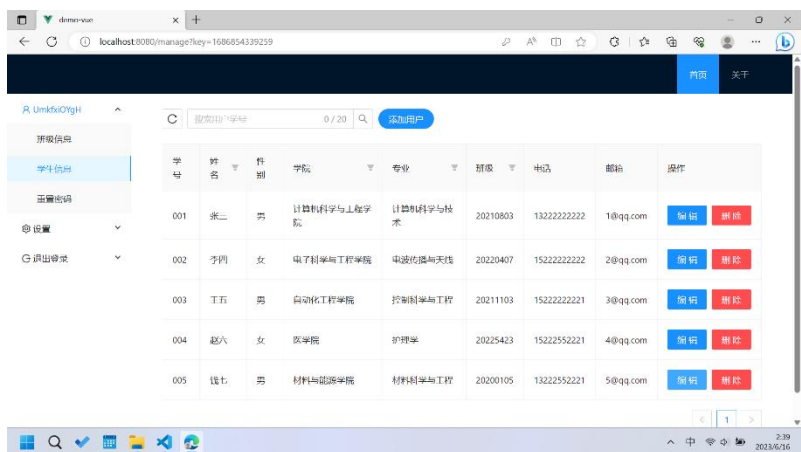 demo-vue
localhost:8080/manage?key=1686854339259
首页 关于
UmkfxiOYgH
班级信息
学生信息
重置密码
设置
退出登录
搜索用户学号 0 / 20 添加用户
学号 姓名 性别 学院 专业 班级 电话 邮箱 操作
001 张三 男 计算机科学与工程学院 计算机科学与技术 20210803 13222222222 1@qq.com 编辑 删除
002 李四 女 电子科学与工程学院 电波传播与天线 20220407 15222222222 2@qq.com 编辑 删除
003 王五 男 自动化工程学院 控制科学与工程 20211103 15222222221 3@qq.com 编辑 删除
004 赵六 女 医学院 护理学 20225423 15222552221 4@qq.com 编辑 删除
005 钱七 男 材料与能源学院 材料科学与工程 20200105 13222552221 5@qq.com 编辑 删除
1
中
2:39
2023/6/16